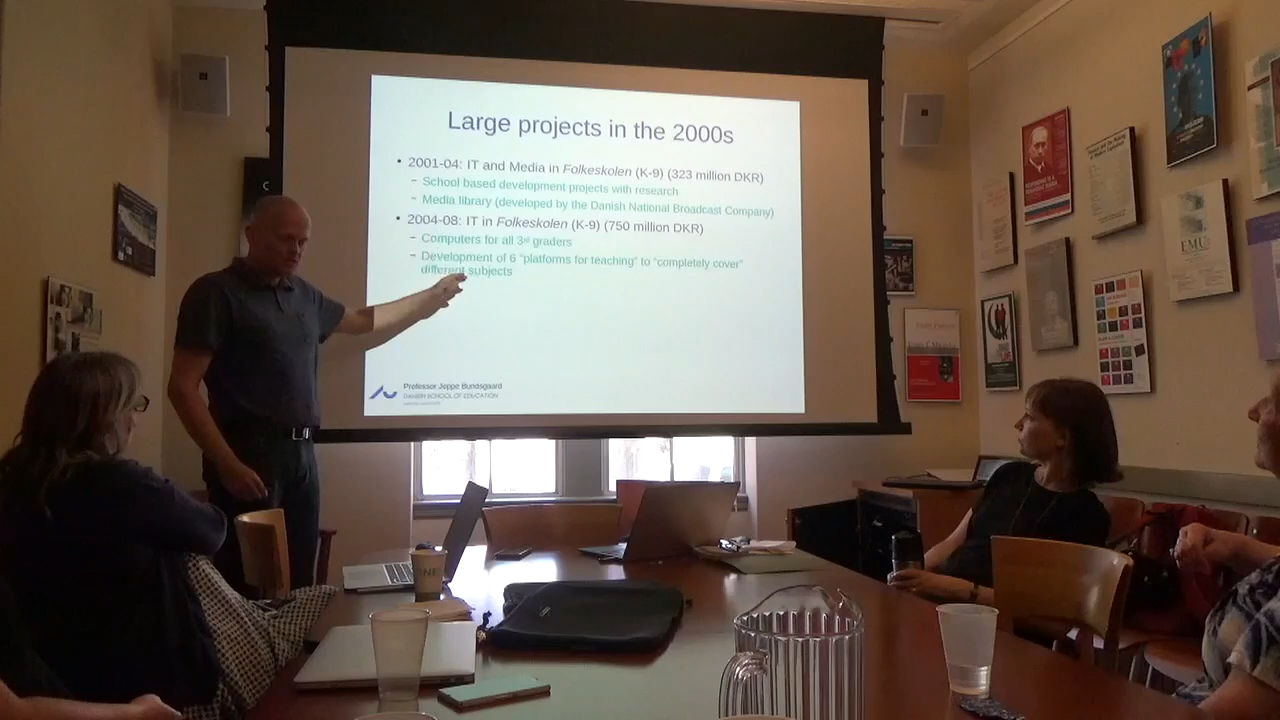 Large projects in the 2000s
• 2001-04: IT and Media in Folkeskolen (K-9) (323 million DKR)
– School based development projects with research
– Media library (developed by the Danish National Broadcast Company)
• 2004-08: IT in Folkeskolen (K-9) (750 million DKR)
– Computers for all 3rd graders
– Development of 6 “platforms for teaching” to “completely cover”
different subjects
Professor Jeppe Bundsgaard
DANISH SCHOOL OF EDUCATION
EMU